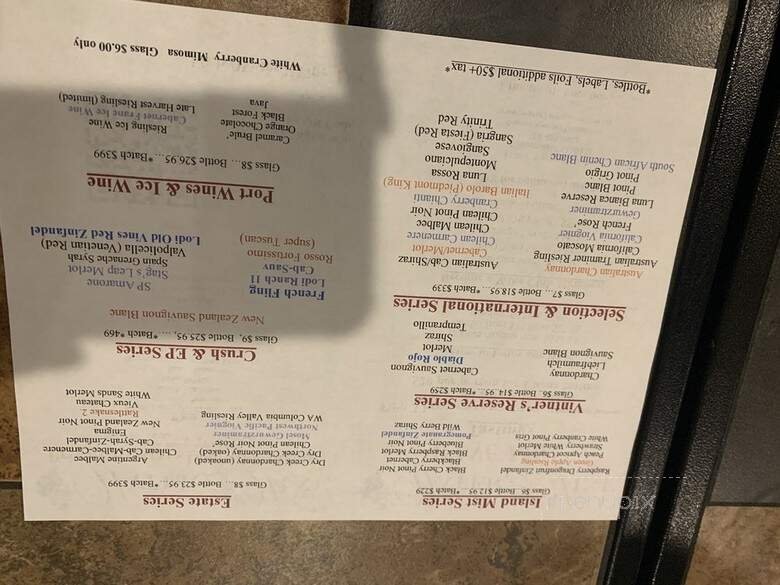 Island Mist Series
Glass $6.. Bottle $12.95 *Batch $229
Raspberry Dragonfruit Zinfandel
Green Apple Riesling
Peach Apricot Chardonnay
Strawberry White Merlot
White Cranberry Pinot Gris
Black Cherry Pinot Noir
Blackberry Cabernet
Black Raspberry Merlot
Blueberry Pinot Noir
Pomegranate Zinfandel
Wild Berry Shiraz
Vintner's Reserve Series
Glass $6.. Bottle $14.95... *Batch $259
Chardonnay
Liebfraumilch
Sauvignon Blanc
Cabernet Sauvignon
Diablo Rojo
Merlot
Shiraz
Tempranillo
Selection & International Series
Glass ~$7.. Bottle $18.95... *Batch $339
Australian Chardonnay
Australian Traminer Riesling
California Moscato
California Viognier
French Rose'
Gewurztraminer
Luna Bianca Reserve
Pinot Blanc
Pinot Grigio
South African Chenin Blanc
Australian Cab/Shiraz
Cabernet/Merlot
Chilean Carmenere
Chilean Malbec
Chilean Pinot Noir
Cranberry Chianti
Italian Barolo (Piedmont King)
Luna Rossa
Montepulciano
Sangiovese
Sangria (Fiesta Red)
Trinity Red
*Bottles, Labels, Foils additional $50+ tax*
Estate Series
Glass $8... Bottle $23.95... *Batch $399
Dry Creek Chardonnay (unoaked)
Dry Creek Chardonnay (oaked)
Chilean Pinot Noir Rose'
Mosel Gewurztraminer
Northwest Pacific Viognier
WA Columbia Valley Riesling
Argentine Malbec
Chilean Cab-Malbec-Carmenere
Cab-Syrah-Zinfandel
Enigma
New Zealand Pinot Noir
Rattlesnake 2
Vieux Chateau
White Sands Merlot
Crush & EP Series
Glass, $9, Bottle $25.95, .... *Batch *469
New Zealand Sauvignon Blanc
French Fling
Lodi Ranch 11
Cab-Sauv
Rosso Fortissimo
(super Tuscan)
SP Amarone
Stag's Leap Merlot
Spain Grenache Syrah
Valpolicella (Venetian Red)
Lodi Old Vines Red Zinfandel
Port Wines & Ice Wine
Glass $8... Bottle $26.95... *Batch $399
Caramel Brule'
Orange Chocolate
Black Forest
Java
Riesling Ice Wine
Cabernet Franc Ice Wine
Late Harvest Riesling (limited)
White Cranberry Mimosa Glass $6.00 only
menupix